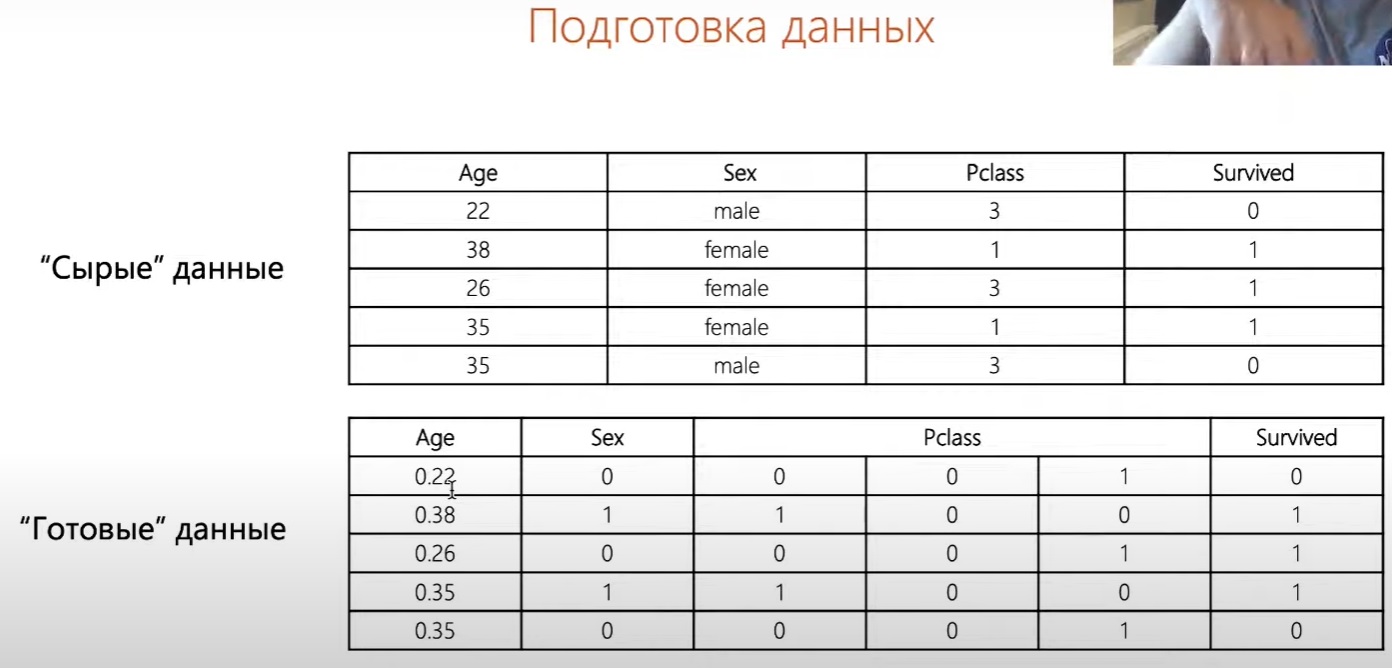 Подготовка данных
Age Sex Pclass Survived
22 male 3 0
38 female 1 1
“Сырые” данные
26 female 3 1
35 female 1 1
35 male 3 0
Age Sex Pclass Survived
0.22 0 0 0 1 0
0.38 1 1 0 0 1
“Готовые” данные
0.26 0 0 0 1 1
0.35 1 1 0 0 1
0.35 0 0 0 1 0